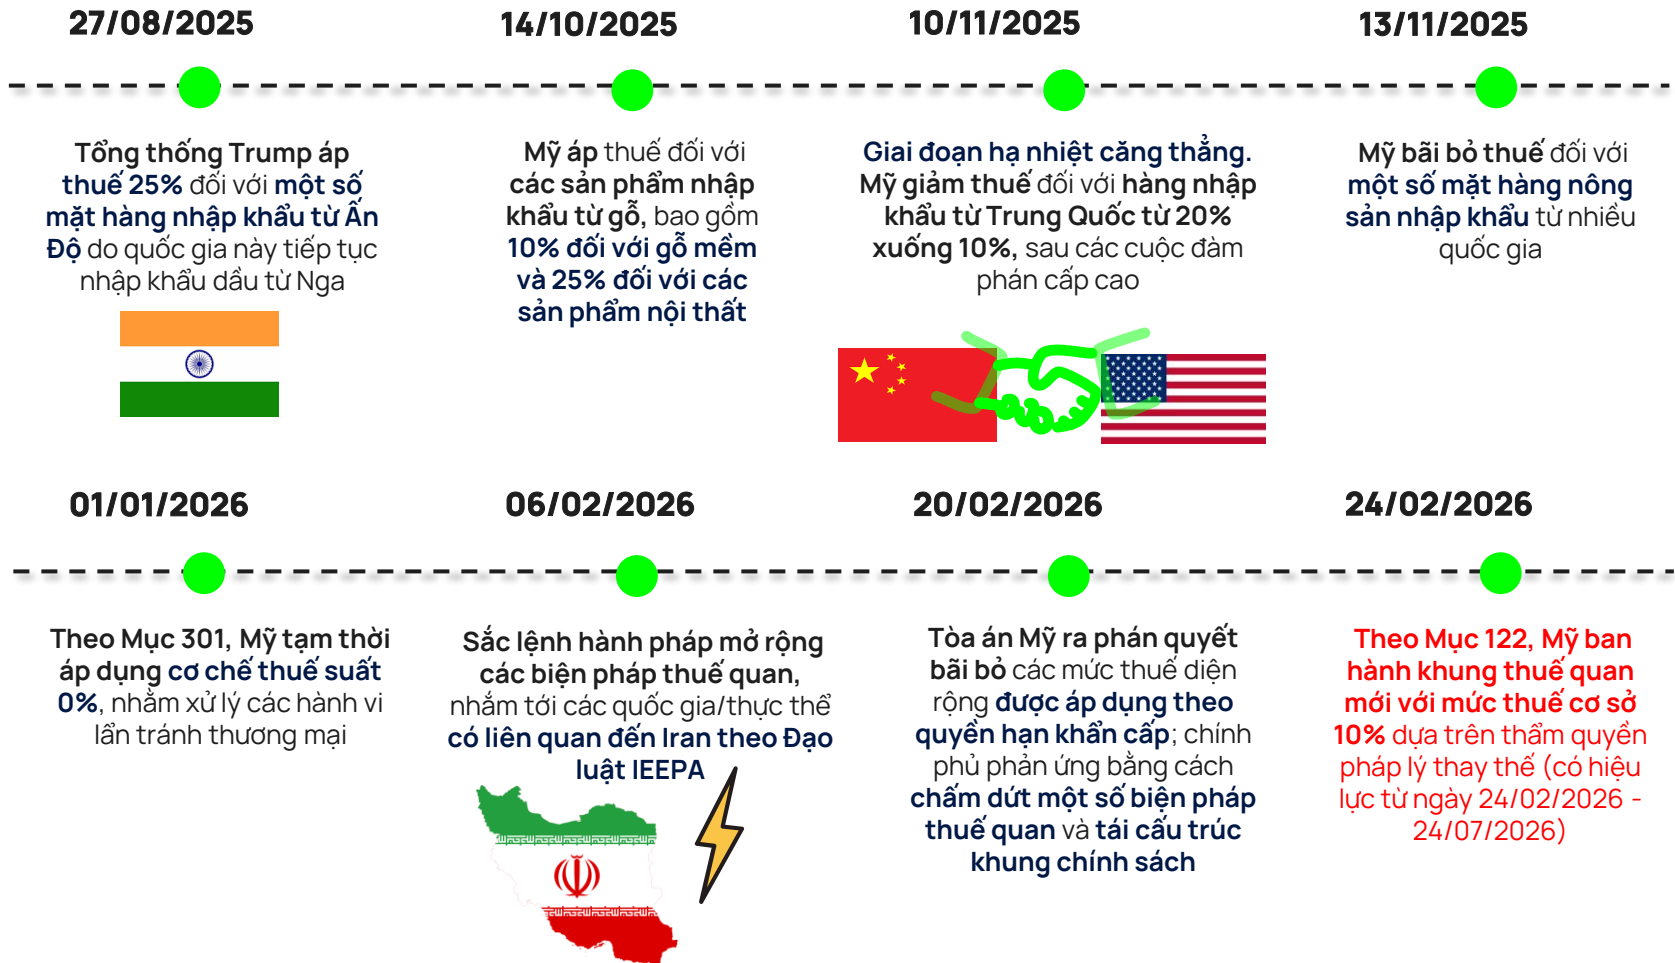 27/08/2025
14/10/2025
10/11/2025
13/11/2025
Tổng thống Trump áp
thuế 25% đối với một số
mặt hàng nhập khẩu từ Ấn
Độ do quốc gia này tiếp tục
nhập khẩu dầu từ Nga
Mỹ áp thuế đối với
các sản phẩm nhập
khẩu từ gỗ, bao gồm
10% đối với gỗ mềm
và 25% đối với các
sản phẩm nội thất
Giai đoạn hạ nhiệt căng thẳng.
Mỹ giảm thuế đối với hàng nhập
khẩu từ Trung Quốc từ 20%
xuống 10%, sau các cuộc đàm
phán cấp cao
Mỹ bãi bỏ thuế đối với
một số mặt hàng nông
sản nhập khẩu từ nhiều
quốc gia
01/01/2026
06/02/2026
20/02/2026
24/02/2026
Theo Mục 301, Mỹ tạm thời
áp dụng cơ chế thuế suất
0%, nhằm xử lý các hành vi
lẩn tránh thương mại
Sắc lệnh hành pháp mở rộng
các biện pháp thuế quan,
nhắm tới các quốc gia/thực thể
có liên quan đến Iran theo Đạo
luật IEEPA
Tòa án Mỹ ra phán quyết
bãi bỏ các mức thuế diện
rộng được áp dụng theo
quyền hạn khẩn cấp; chính
phủ phản ứng bằng cách
chấm dứt một số biện pháp
thuế quan và tái cấu trúc
khung chính sách
Theo Mục 122, Mỹ ban
hành khung thuế quan
mới với mức thuế cơ sở
10% dựa trên thẩm quyền
pháp lý thay thế (có hiệu
lực từ ngày 24/02/2026 -
24/07/2026)